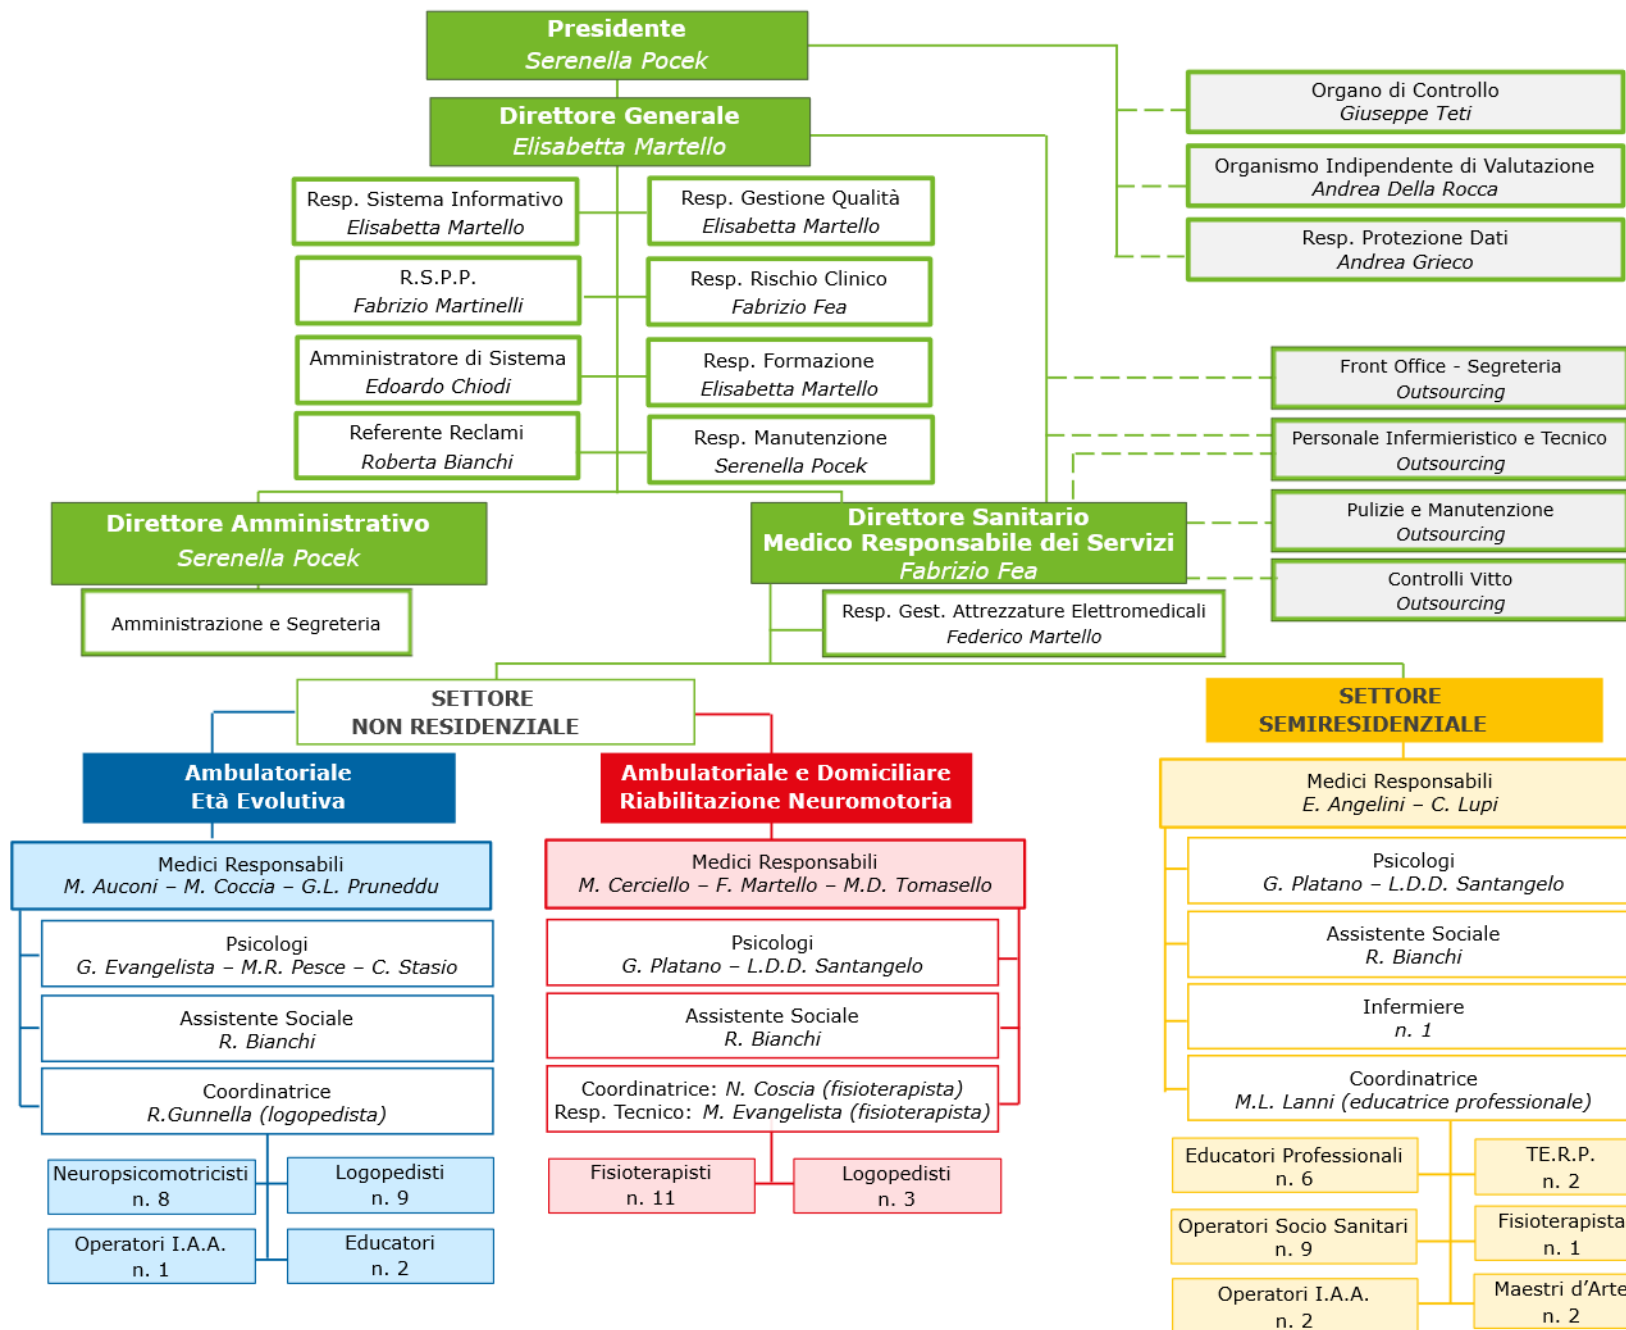 Presidente
Serenella Pocek
Direttore Generale
Elisabetta Martello
Organo di Controllo
Giuseppe Teti
Organismo Indipendente di Valutazione
Andrea Della Rocca
Resp. Protezione Dati
Andrea Grieco
Resp. Sistema Informativo
Elisabetta Martello
Resp. Gestione Qualità
Elisabetta Martello
R.S.P.P.
Fabrizio Martinelli
Resp. Rischio Clinico
Fabrizio Fea
Amministratore di Sistema
Edoardo Chiodi
Resp. Formazione
Elisabetta Martello
Referente Reclami
Roberta Bianchi
Resp. Manutenzione
Serenella Pocek
Front Office - Segreteria
Outsourcing
Personale Infermieristico e Tecnico
Outsourcing
Pulizie e Manutenzione
Outsourcing
Controlli Vitto
Outsourcing
Direttore Amministrativo
Serenella Pocek
Amministrazione e Segreteria
Direttore Sanitario
Medico Responsabile dei Servizi
Fabrizio Fea
Resp. Gest. Attrezzature Elettromedicali
Federico Martello
SETTORE
NON RESIDENZIALE
Ambulatoriale
Età Evolutiva
Medici Responsabili
M. Auconi – M. Coccia – G.L. Pruneddu
Psicologi
G. Evangelista – M.R. Pesce – C. Stasio
Assistente Sociale
R. Bianchi
Coordinatrice
R.Gunnella (logopedista)
Neuropsicomotricisti
n. 8
Logopedisti
n. 9
Operatori I.A.A.
n. 1
Educatori
n. 2
Ambulatoriale e Domiciliare
Riabilitazione Neuromotoria
Medici Responsabili
M. Cerciello – F. Martello – M.D. Tomasello
Psicologi
G. Platano – L.D.D. Santangelo
Assistente Sociale
R. Bianchi
Coordinatrice: N. Coscia (fisioterapista)
Resp. Tecnico: M. Evangelista (fisioterapista)
Fisioterapisti
n. 11
Logopedisti
n. 3
SETTORE
SEMIRESIDENZIALE
Medici Responsabili
E. Angelini – C. Lupi
Psicologi
G. Platano – L.D.D. Santangelo
Assistente Sociale
R. Bianchi
Infermiere
n. 1
Coordinatrice
M.L. Lanni (educatrice professionale)
Educatori Professionali
n. 6
TE.R.P.
n. 2
Operatori Socio Sanitari
n. 9
Fisioterapista
n. 1
Operatori I.A.A.
n. 2
Maestri d'Arte
n. 2